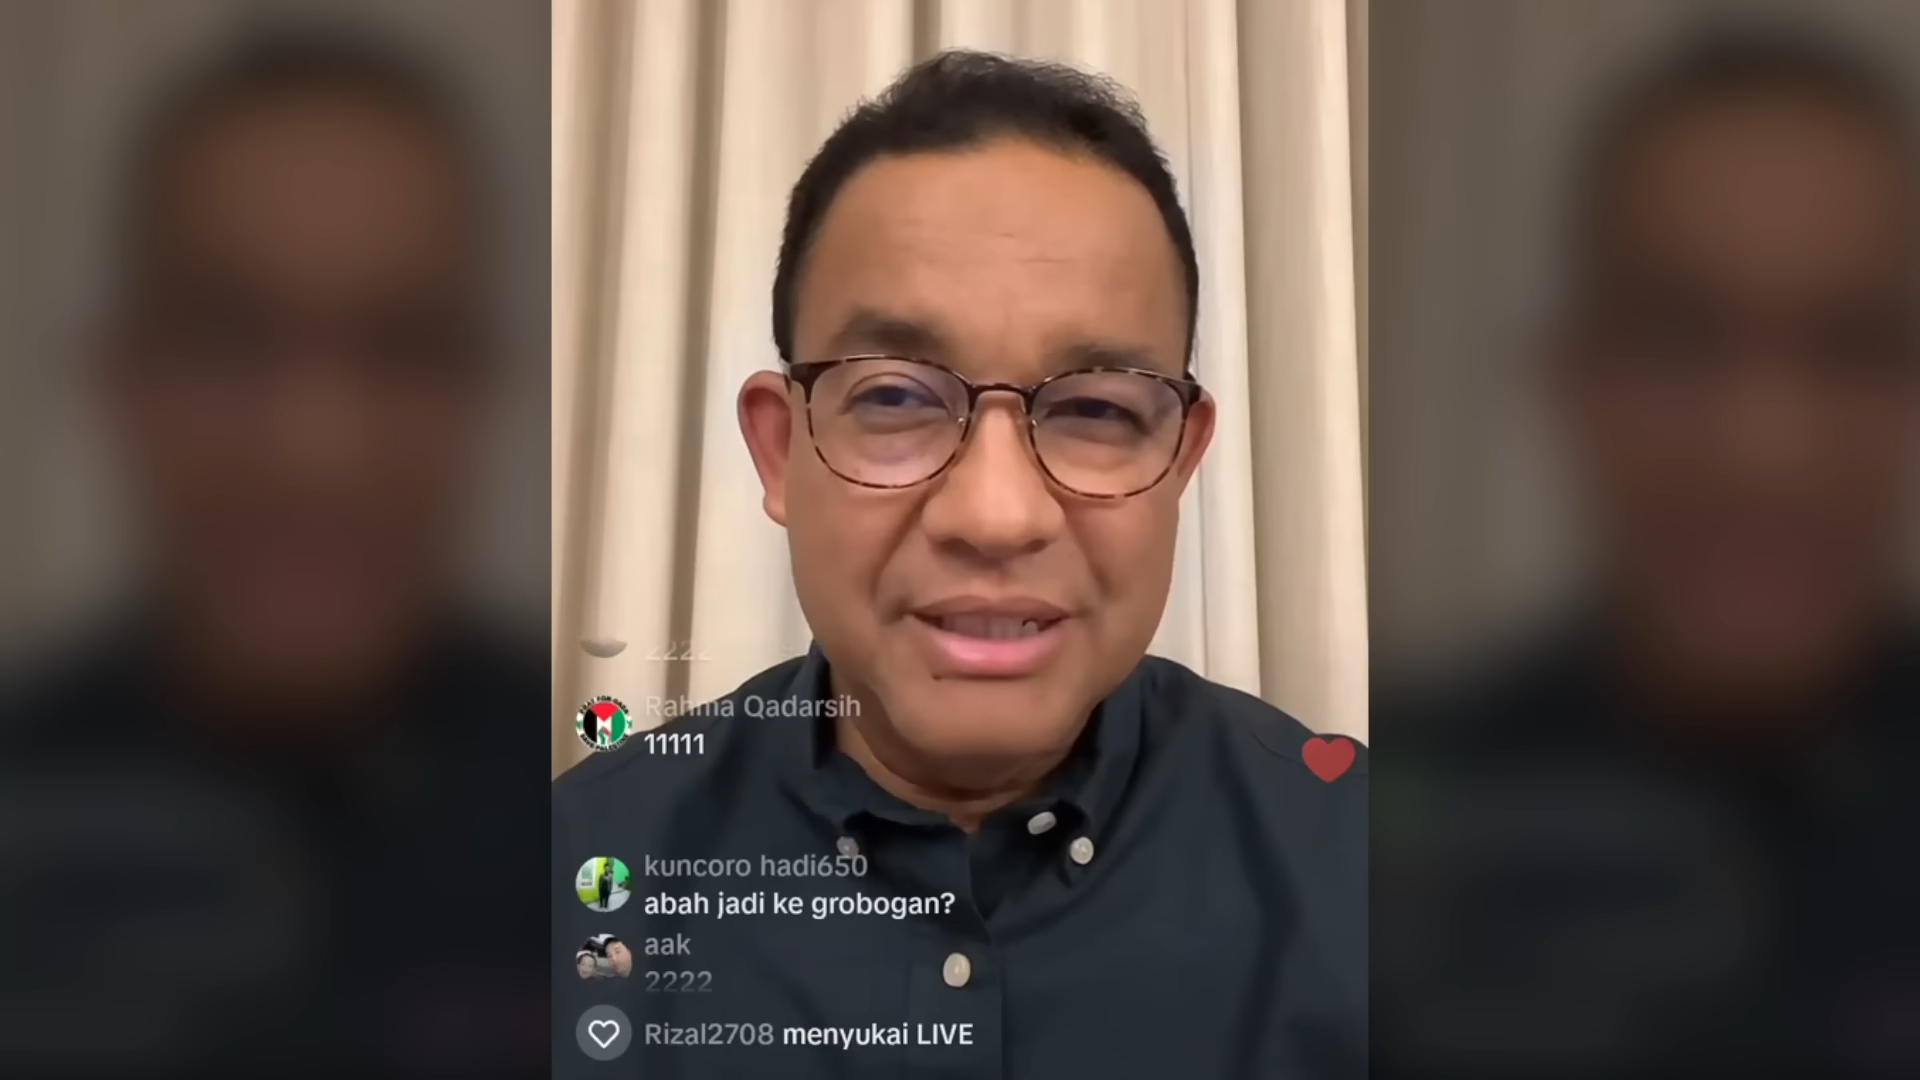 2222
Rahma Qadarsih
11111
kuncoro hadi650
abah jadi ke grobogan?
aak
2222
Rizal2708 menyukai LIVE